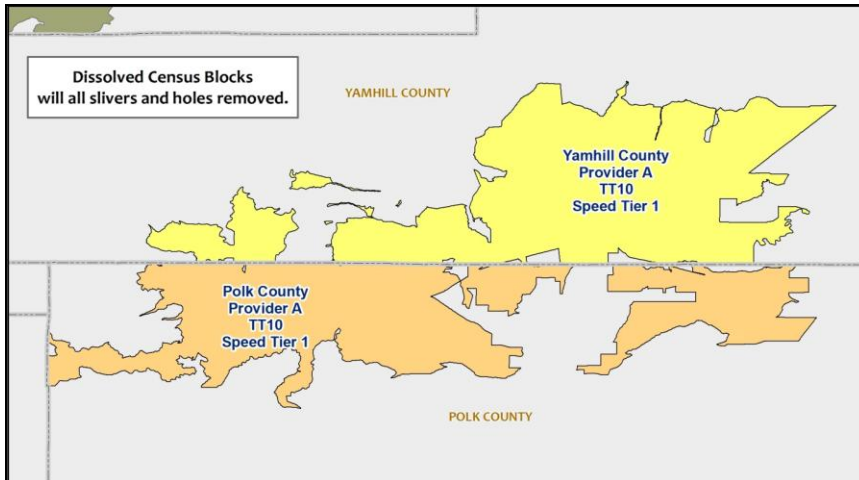 Dissolved Census Blocks
will all slivers and holes removed.
YAMHILL COUNTY
Yamhill County
Provider A
TT10
Speed Tier 1
Polk County
Provider A
TT10
Speed Tier 1
POLK COUNTY